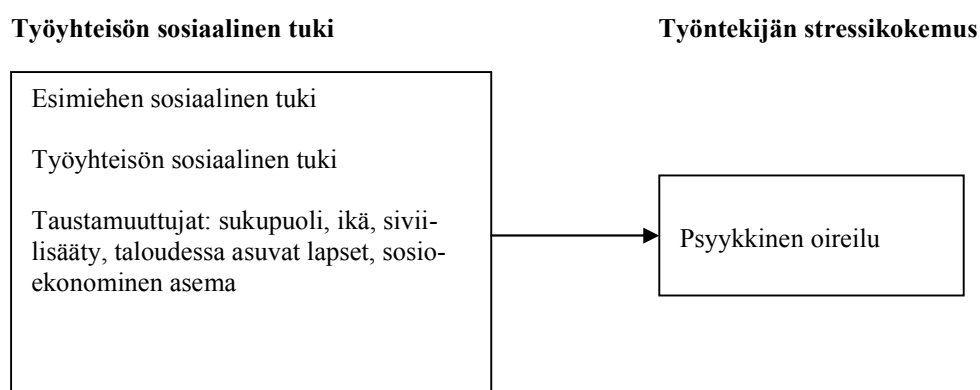 Työyhteisön sosiaalinen tuki
Työntekijän stressikokemus
Esimiehen sosiaalinen tuki
Työyhteisön sosiaalinen tuki
Taustamuuttujat: sukupuoli, ikä, sivii-
lisääty, taloudessa asuvat lapset, sosio-
ekonominen asema
Psyykkinen oireilu